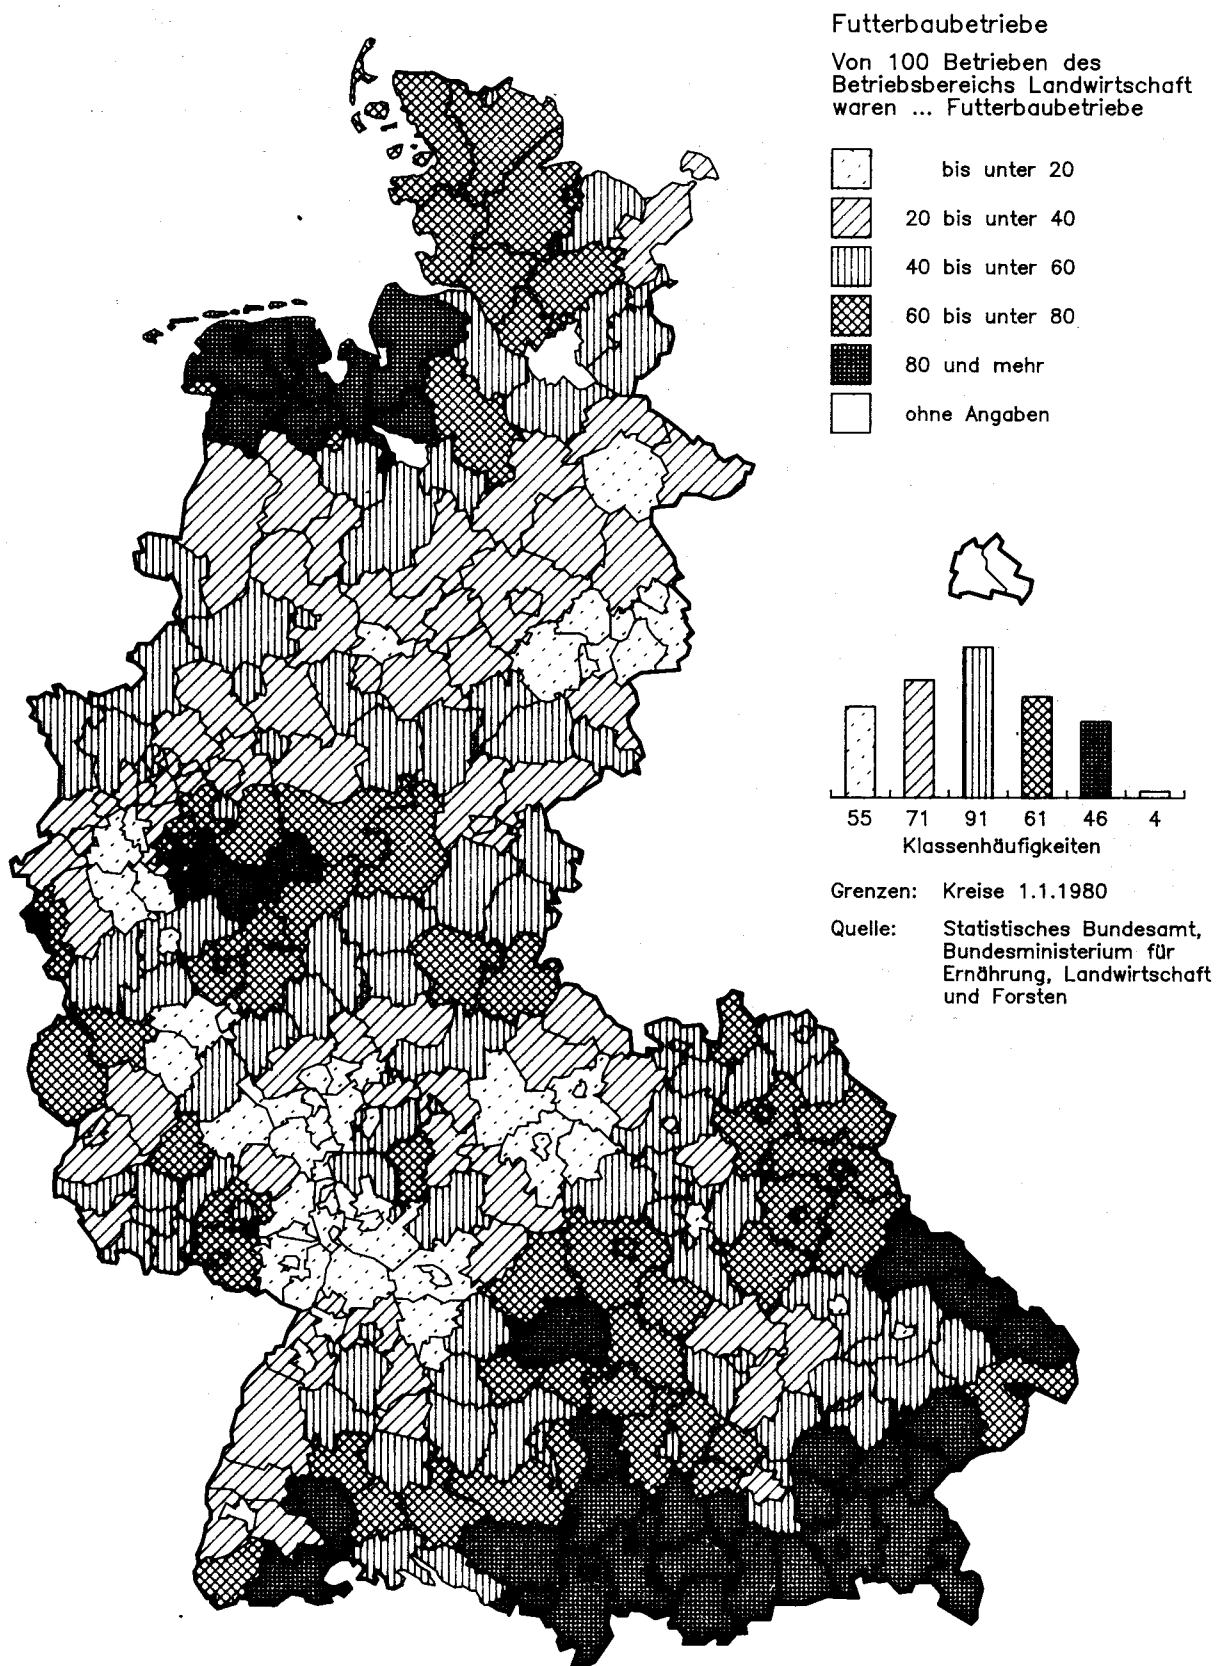 Futterbaubetriebe
Von 100 Betrieben des
Betriebsbereichs Landwirtschaft
waren ... Futterbaubetriebe
bis unter 20
20 bis unter 40
40 bis unter 60
60 bis unter 80
80 und mehr
ohne Angaben
55 71 91 61 46 4
Klassenhäufigkeiten
Grenzen: Kreise 1.1.1980
Quelle: Statistisches Bundesamt,
Bundesministerium für
Ernährung, Landwirtschaft
und Forsten